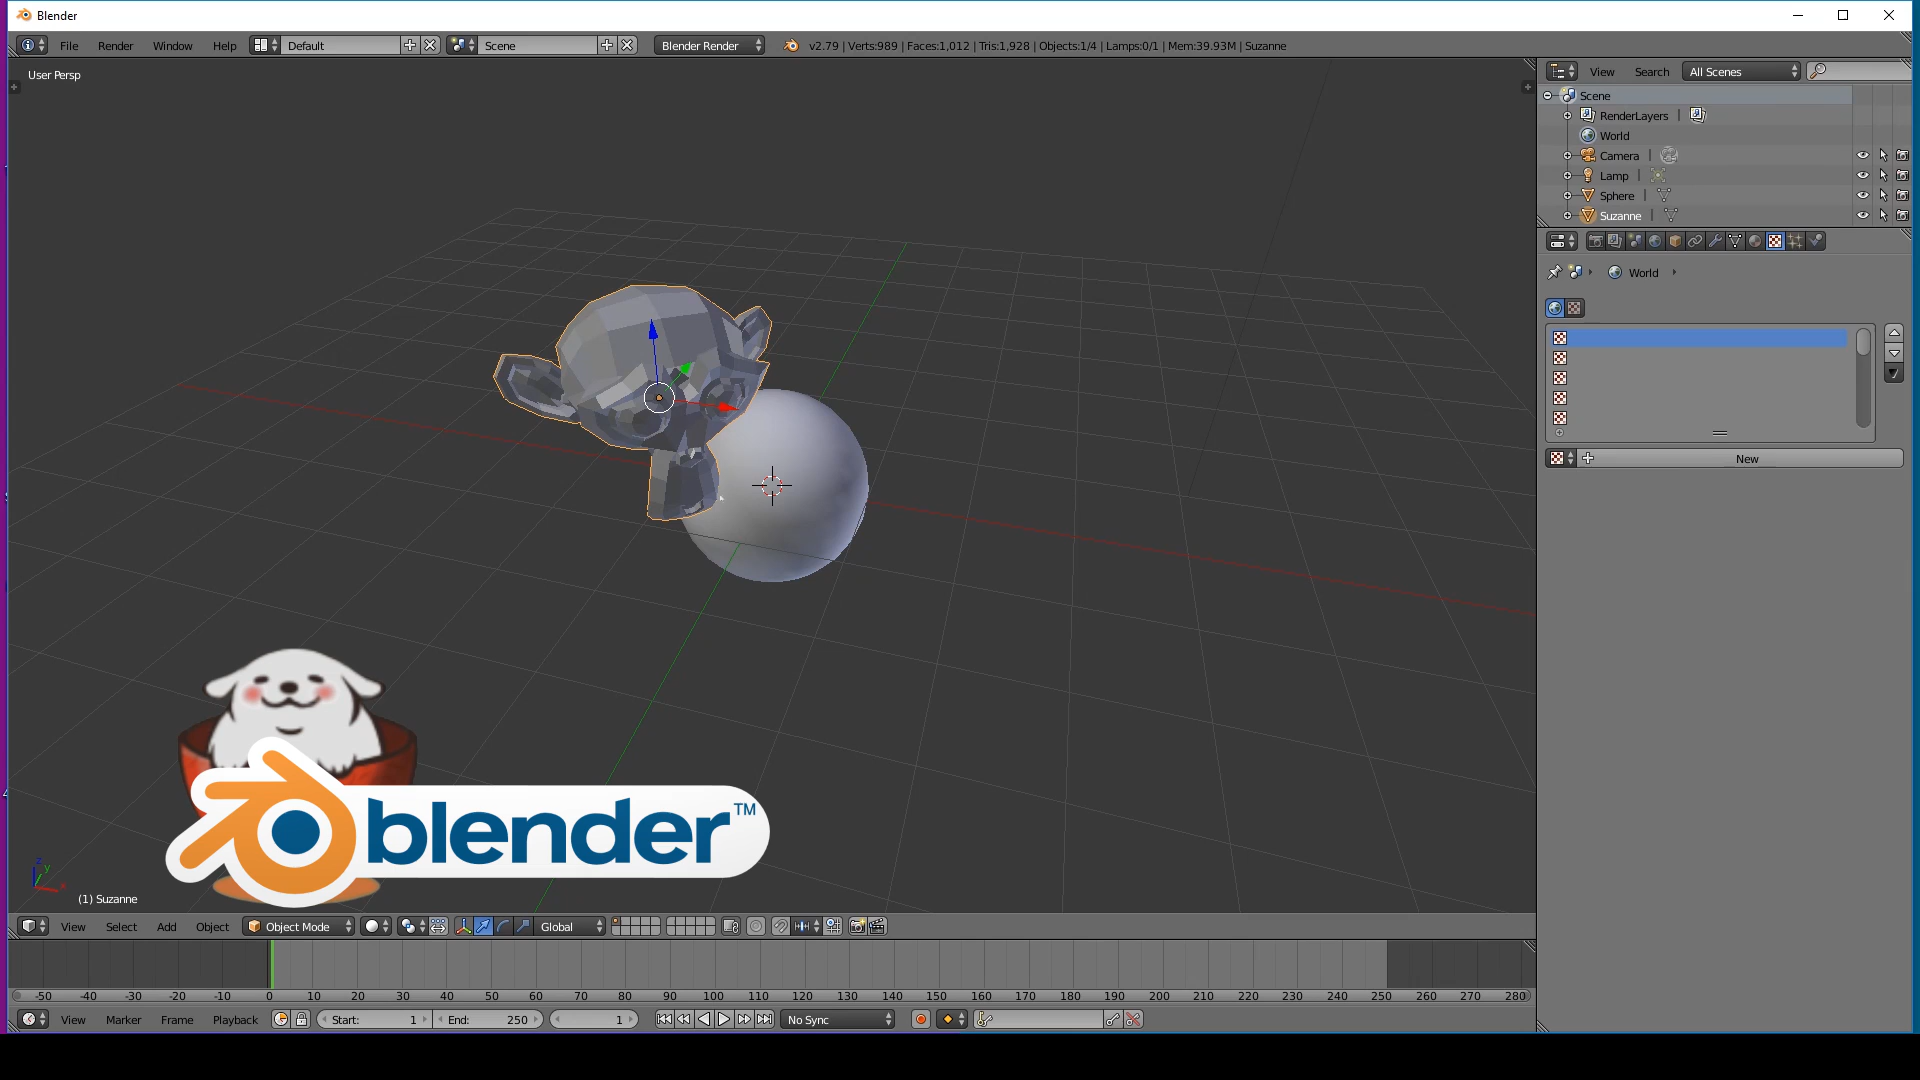 Blender
File Render Window Help Default Scene Blender Render v2.79 | Verts:989 | Faces:1,012 | Tris:1,928 | Objects:1/4 | Lamps:0/1 | Mem:39.93M | Suzanne
User Persp
View Search All Scenes
Scene
RenderLayers |
World
Camera |
Lamp |
Sphere |
Suzanne |
World
New
blender™
z y x
(1) Suzanne
View Select Add Object Object Mode Global
-50 -40 -30 -20 -10 0 10 20 30 40 50 60 70 80 90 100 110 120 130 140 150 160 170 180 190 200 210 220 230 240 250 260 270 280
View Marker Frame Playback Start: 1 End: 250 1 No Sync